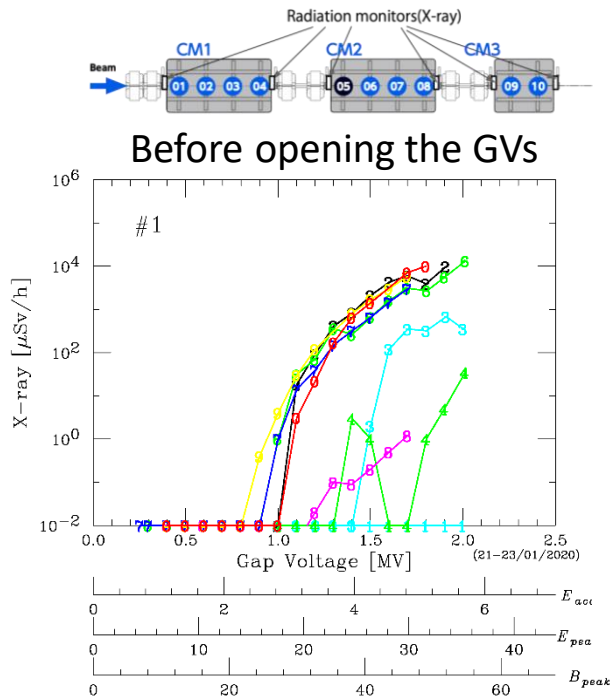 Radiation monitors(X-ray)
CM1 CM2 CM3
Beam
01 02 03 04 05 06 07 08 09 10
Before opening the GVs
#1
X-ray [μSv/h]
10^6
10^4
10^2
10^0
10^-2
0.0 0.5 1.0 1.5 2.0 2.5
Gap Voltage [MV]
(21-23/01/2020)
0 2 4 6 E_acc
0 10 20 30 40 E_pea
0 20 40 60 B_peak